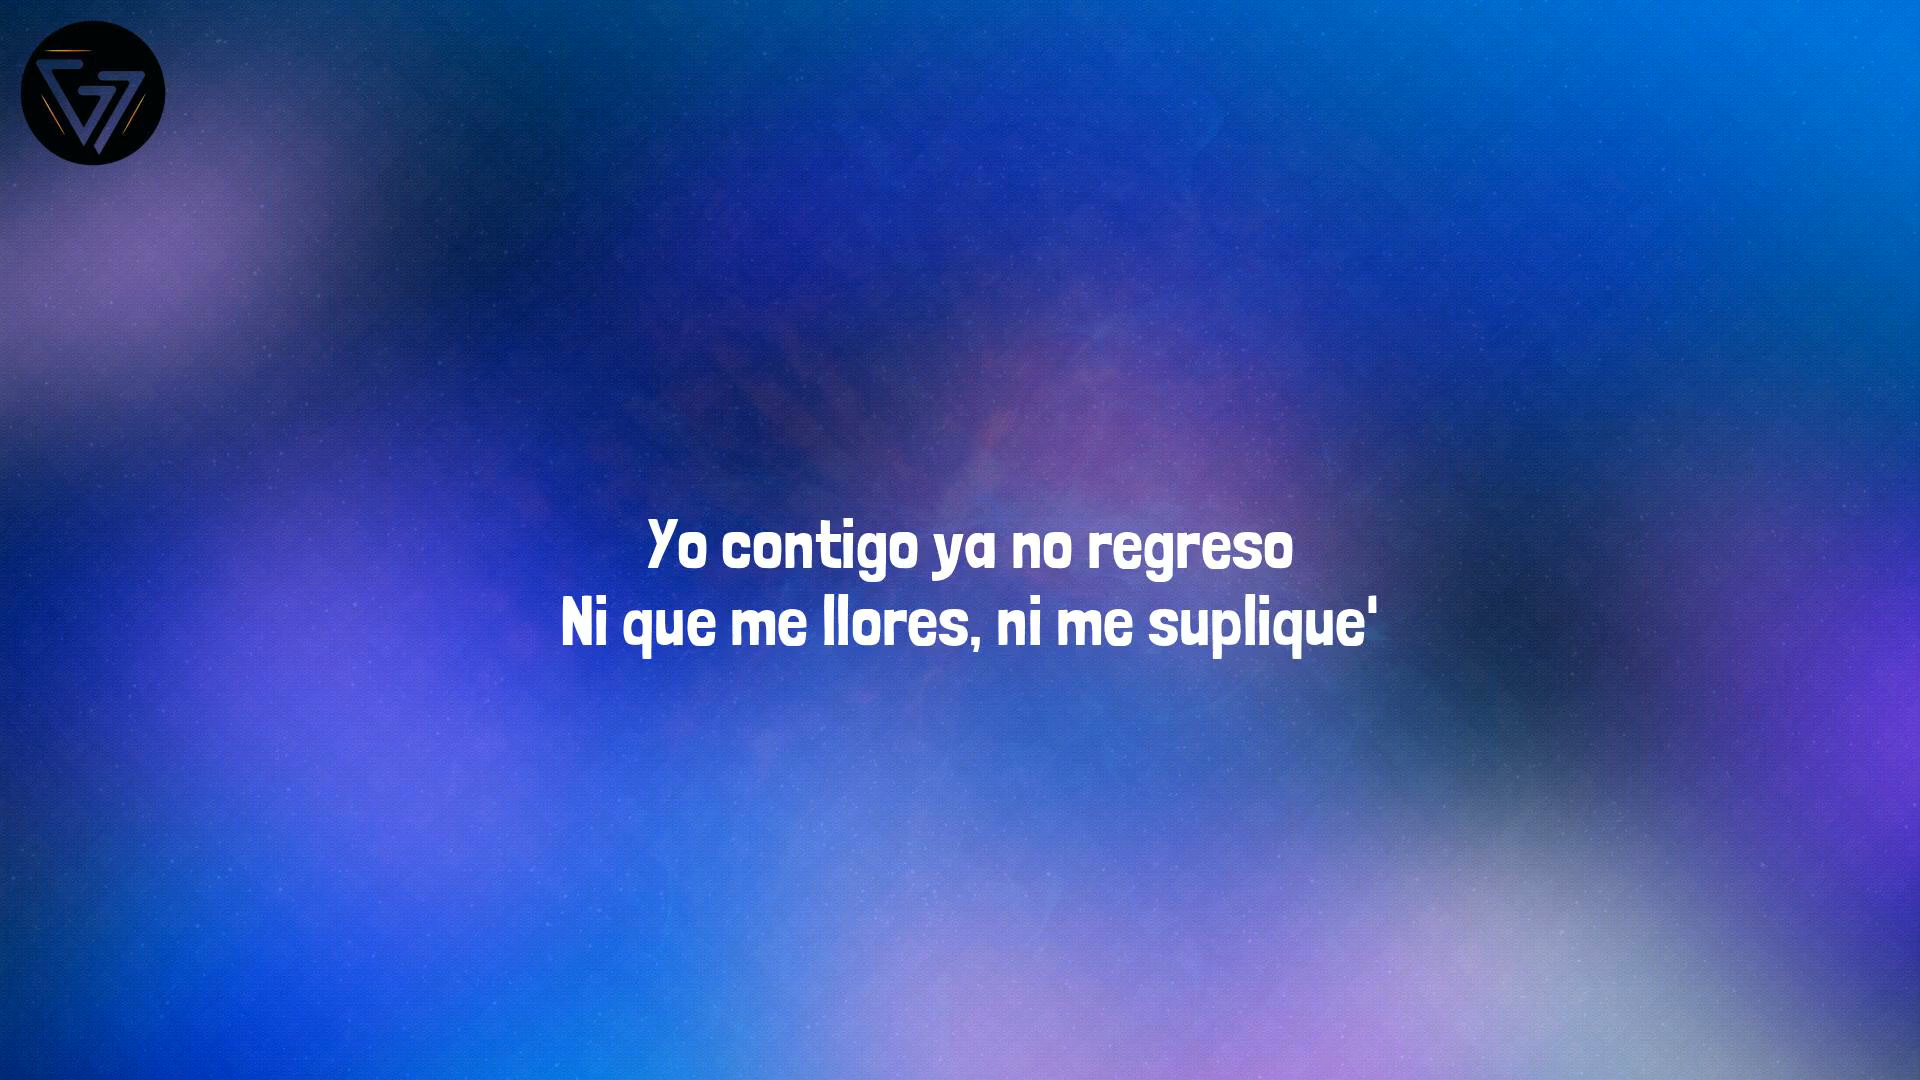 Yo contigo ya no regreso
Ni que me llores, ni me suplique'